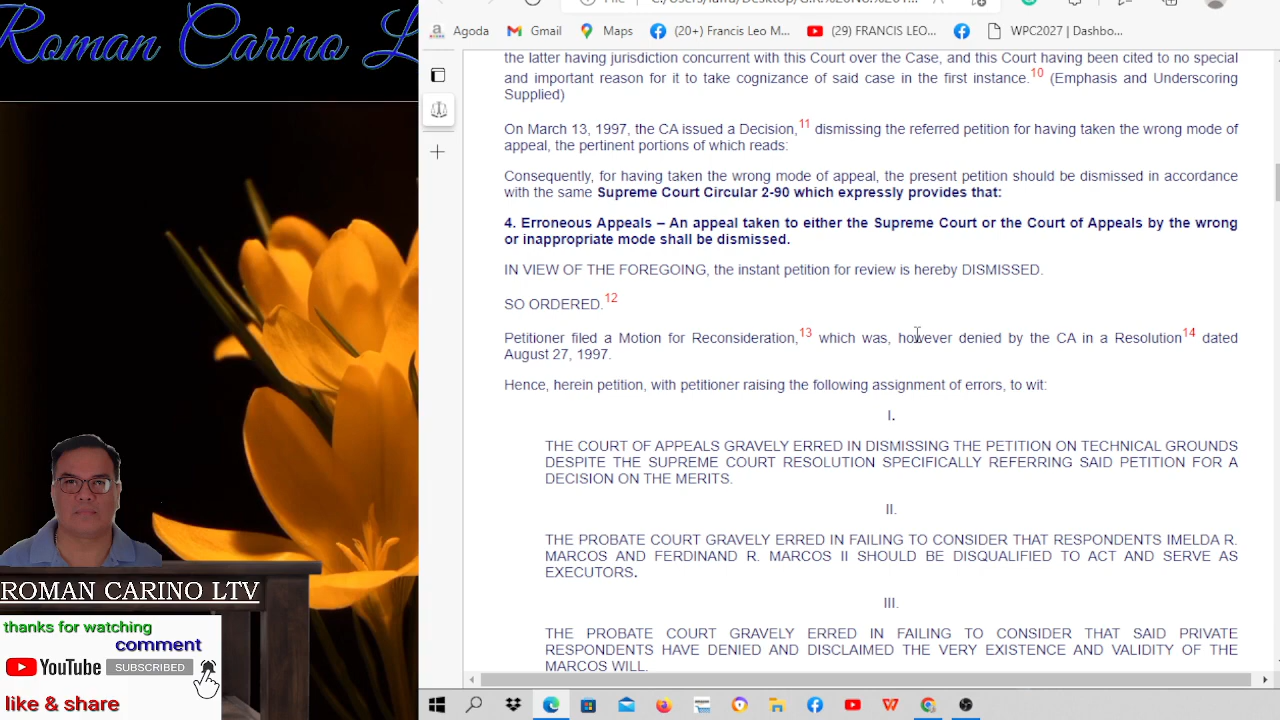 Roman Carino L
Agoda
Gmail
Maps
(20+) Francis Leo M...
(29) FRANCIS LEO...
WPC2027 | Dashbo...
the latter having jurisdiction concurrent with this Court over the Case, and this Court having been cited to no special
and important reason for it to take cognizance of said case in the first instance.10 (Emphasis and Underscoring
Supplied)
On March 13, 1997, the CA issued a Decision,11 dismissing the referred petition for having taken the wrong mode of
appeal, the pertinent portions of which reads:
Consequently, for having taken the wrong mode of appeal, the present petition should be dismissed in accordance
with the same Supreme Court Circular 2-90 which expressly provides that:
4. Erroneous Appeals – An appeal taken to either the Supreme Court or the Court of Appeals by the wrong
or inappropriate mode shall be dismissed.
IN VIEW OF THE FOREGOING, the instant petition for review is hereby DISMISSED.
SO ORDERED.12
Petitioner filed a Motion for Reconsideration,13 which was, however denied by the CA in a Resolution14 dated
August 27, 1997.
Hence, herein petition, with petitioner raising the following assignment of errors, to wit:
I.
THE COURT OF APPEALS GRAVELY ERRED IN DISMISSING THE PETITION ON TECHNICAL GROUNDS
DESPITE THE SUPREME COURT RESOLUTION SPECIFICALLY REFERRING SAID PETITION FOR A
DECISION ON THE MERITS.
II.
THE PROBATE COURT GRAVELY ERRED IN FAILING TO CONSIDER THAT RESPONDENTS IMELDA R.
MARCOS AND FERDINAND R. MARCOS II SHOULD BE DISQUALIFIED TO ACT AND SERVE AS
EXECUTORS.
III.
THE PROBATE COURT GRAVELY ERRED IN FAILING TO CONSIDER THAT SAID PRIVATE
RESPONDENTS HAVE DENIED AND DISCLAIMED THE VERY EXISTENCE AND VALIDITY OF THE
MARCOS WILL.
ROMAN CARINO LTV
thanks for watching
comment
YouTube SUBSCRIBED
like & share